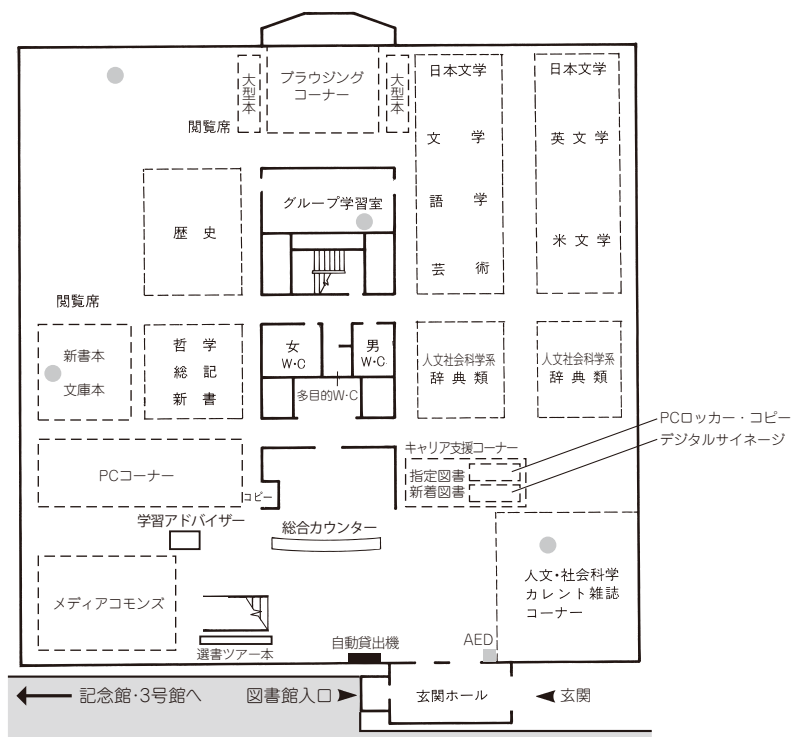 大型本
ブラウジング
コーナー
大型本
日本文学
文学
語学
芸術
日本文学
英文学
米文学
閲覧席
歴史
グループ学習室
閲覧席
新書本
文庫本
哲学
総記
新書
女
W・C
男
W・C
多目的W・C
人文社会科学系
辞典類
人文社会科学系
辞典類
PCロッカー・コピー
デジタルサイネージ
キャリア支援コーナー
指定図書
新着図書
PCコーナー
コピー
学習アドバイザー
総合カウンター
メディアコモンズ
選書ツアー本
自動貸出機
AED
人文・社会科学
カレント雑誌
コーナー
記念館・3号館へ
図書館入口
玄関ホール
玄関